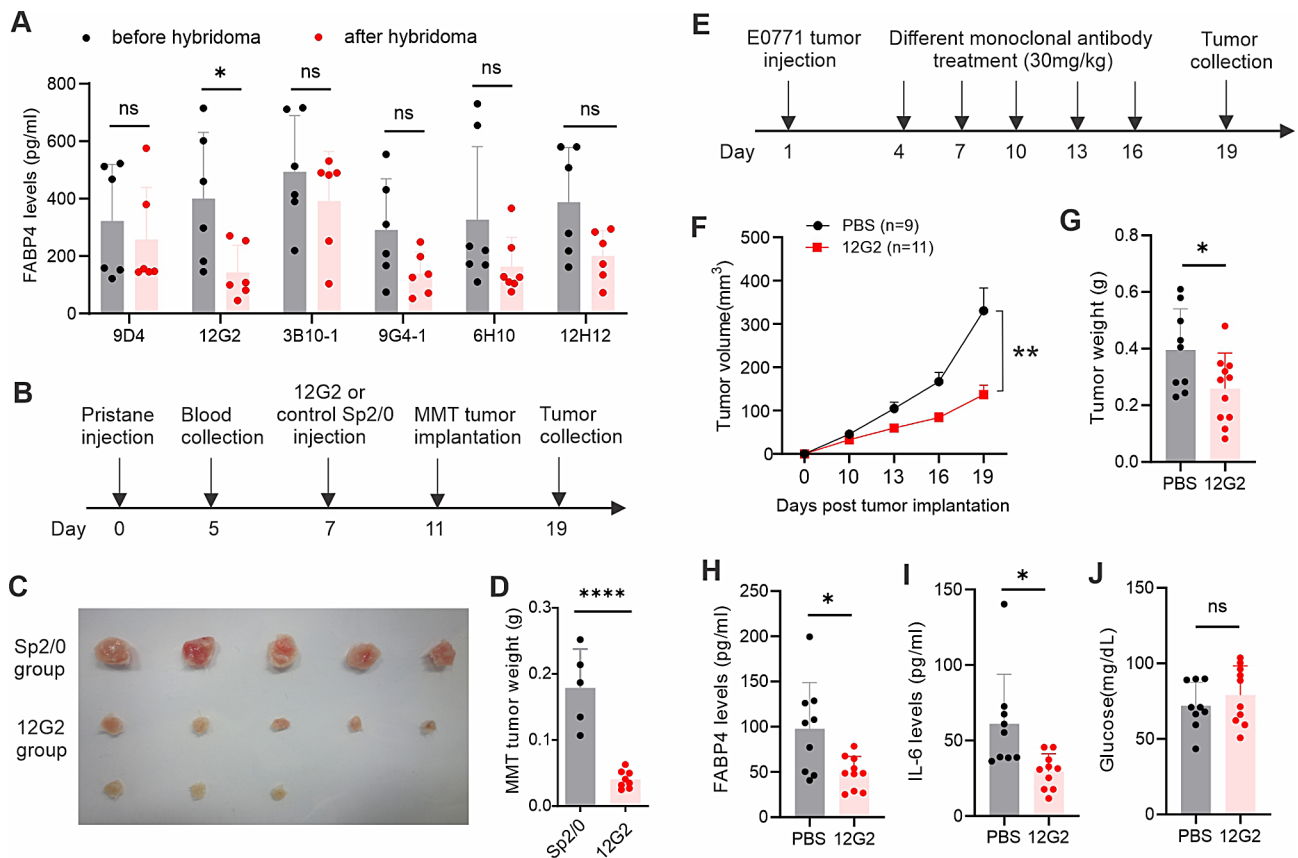 A
before hybridoma
after hybridoma
FABP4 levels (pg/ml)
800
600
400
200
0
ns
*
ns
ns
ns
ns
9D4
12G2
3B10-1
9G4-1
6H10
12H12
B
Pristane
injection
Blood
collection
12G2 or
control Sp2/0
injection
MMT tumor
implantation
Tumor
collection
Day
0
5
7
11
19
C
Sp2/0
group
12G2
group
D
MMT tumor weight (g)
0.3
0.2
0.1
0.0
****
Sp2/0
12G2
E
E0771 tumor
injection
Different monoclonal antibody
treatment (30mg/kg)
Tumor
collection
Day
1
4
7
10
13
16
19
F
PBS (n=9)
12G2 (n=11)
Tumor volume(mm³)
500
400
300
200
100
0
**
0
10
13
16
19
Days post tumor implantation
G
Tumor weight (g)
0.8
0.6
0.4
0.2
0.0
*
PBS
12G2
H
FABP4 levels (pg/ml)
250
200
150
100
50
0
*
PBS
12G2
I
IL-6 levels (pg/ml)
150
100
50
0
*
PBS
12G2
J
Glucose(mg/dL)
150
100
50
0
ns
PBS
12G2